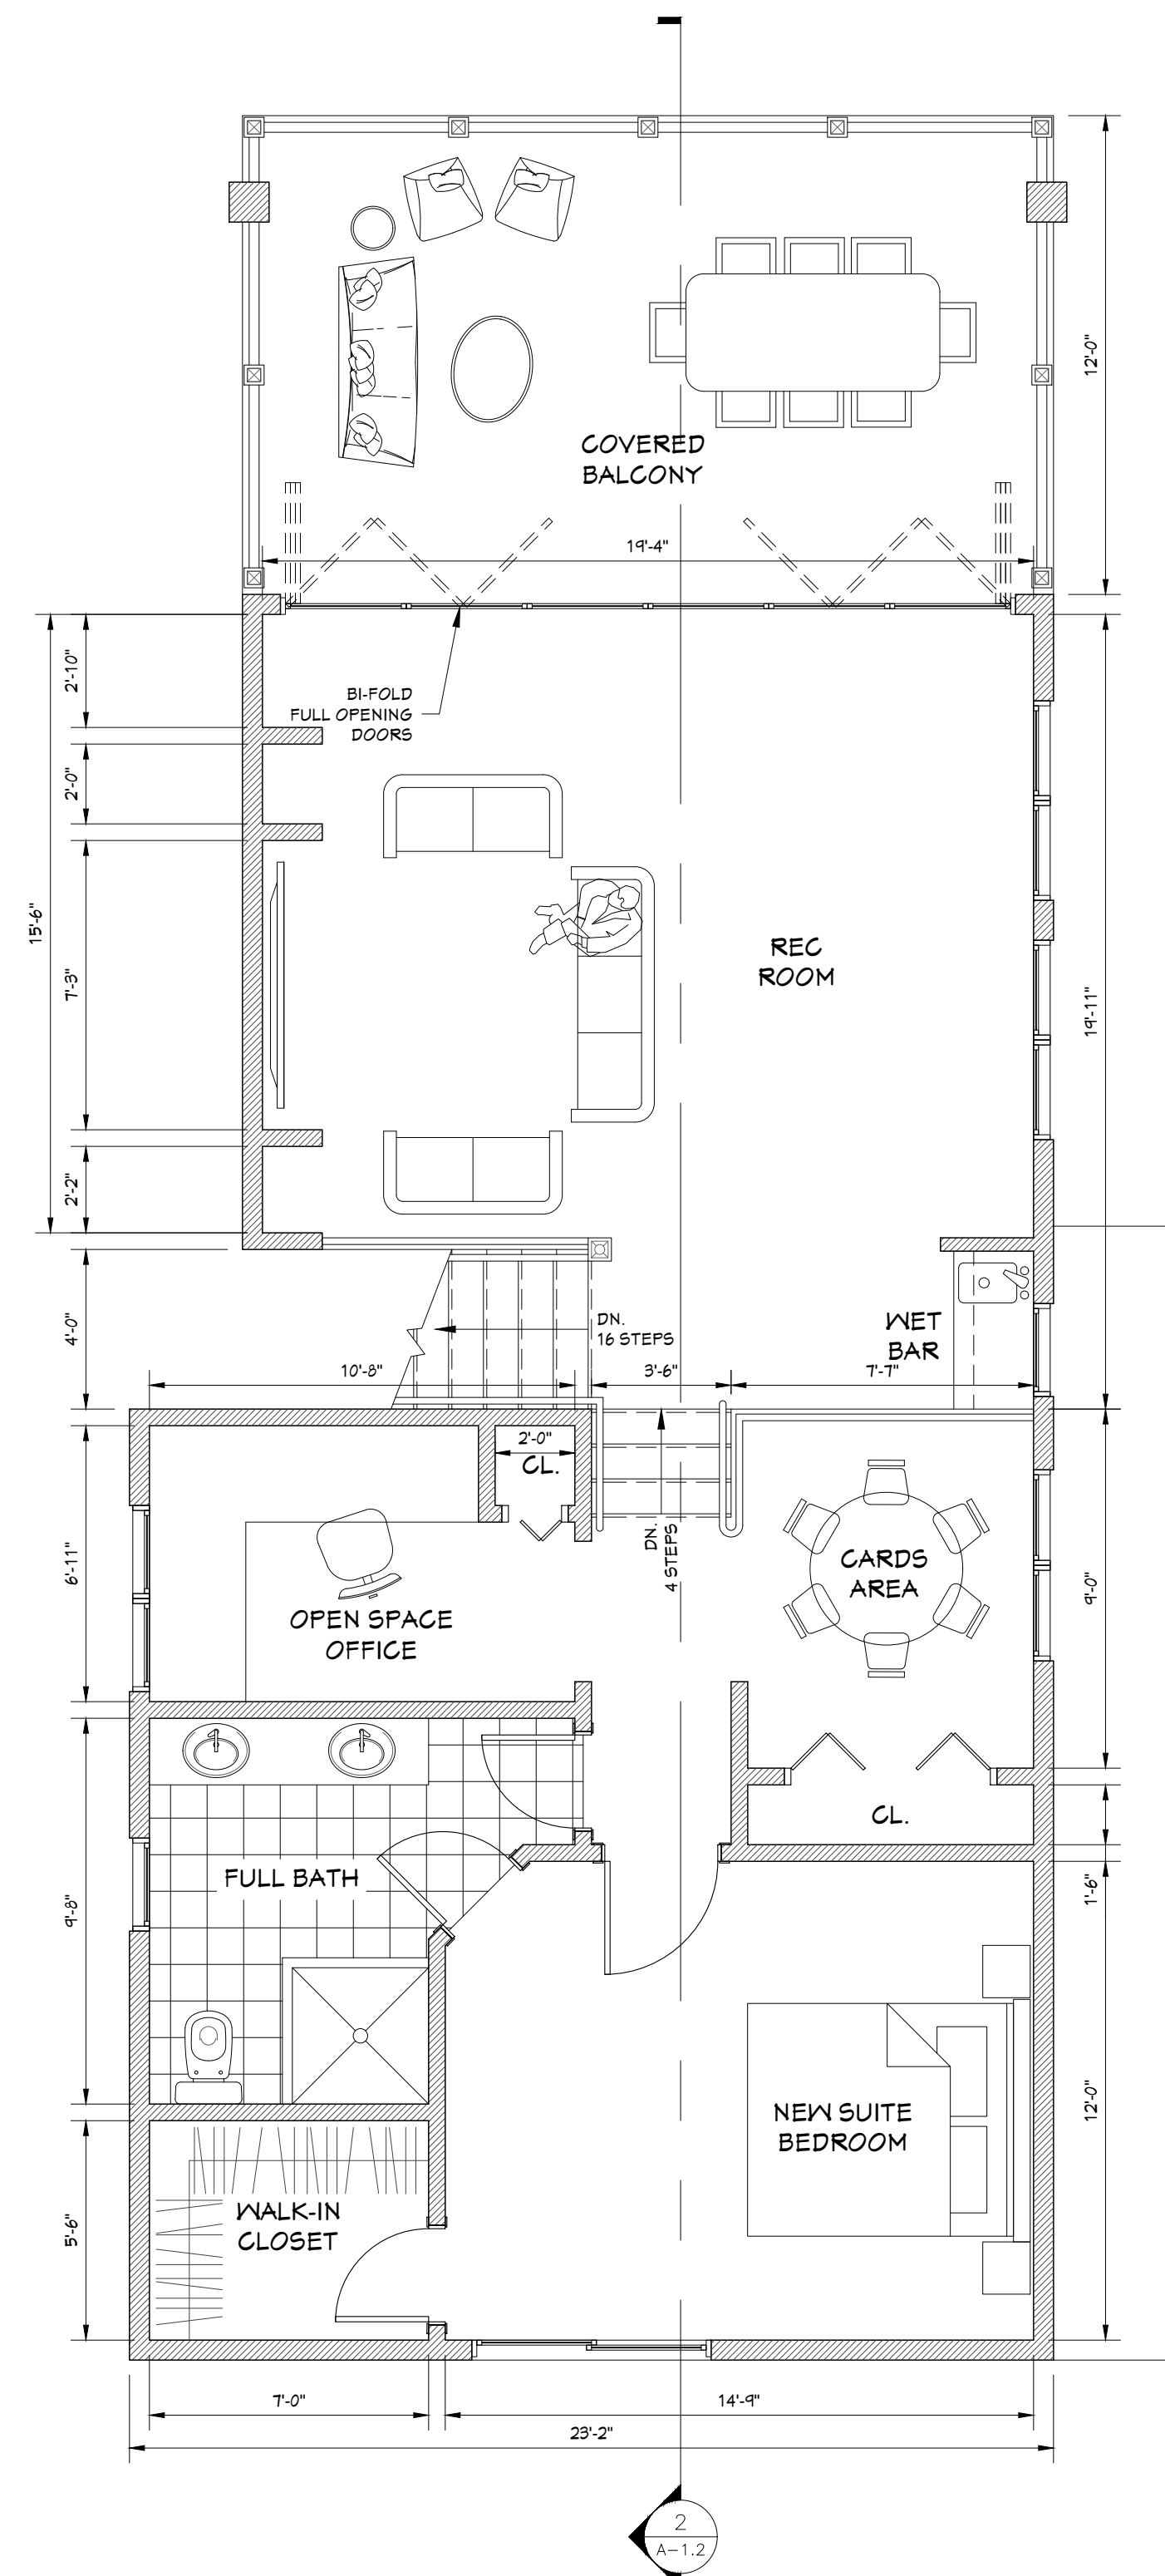 12'-0"
COVERED
BALCONY
19'-4"
2'-10"
BI-FOLD
FULL OPENING
DOORS
2'-0"
15'-6"
7'-3"
REC
ROOM
19'-11"
2'-2"
4'-0"
DN.
16 STEPS
WET
BAR
10'-8"
3'-6"
7'-7"
2'-0"
CL.
DN.
4 STEPS
CARDS
AREA
6'-11"
9'-0"
OPEN SPACE
OFFICE
CL.
FULL BATH
9'-8"
1'-6"
12'-0"
NEW SUITE
BEDROOM
WALK-IN
CLOSET
5'-6"
7'-0"
14'-9"
23'-2"
2
A-1.2